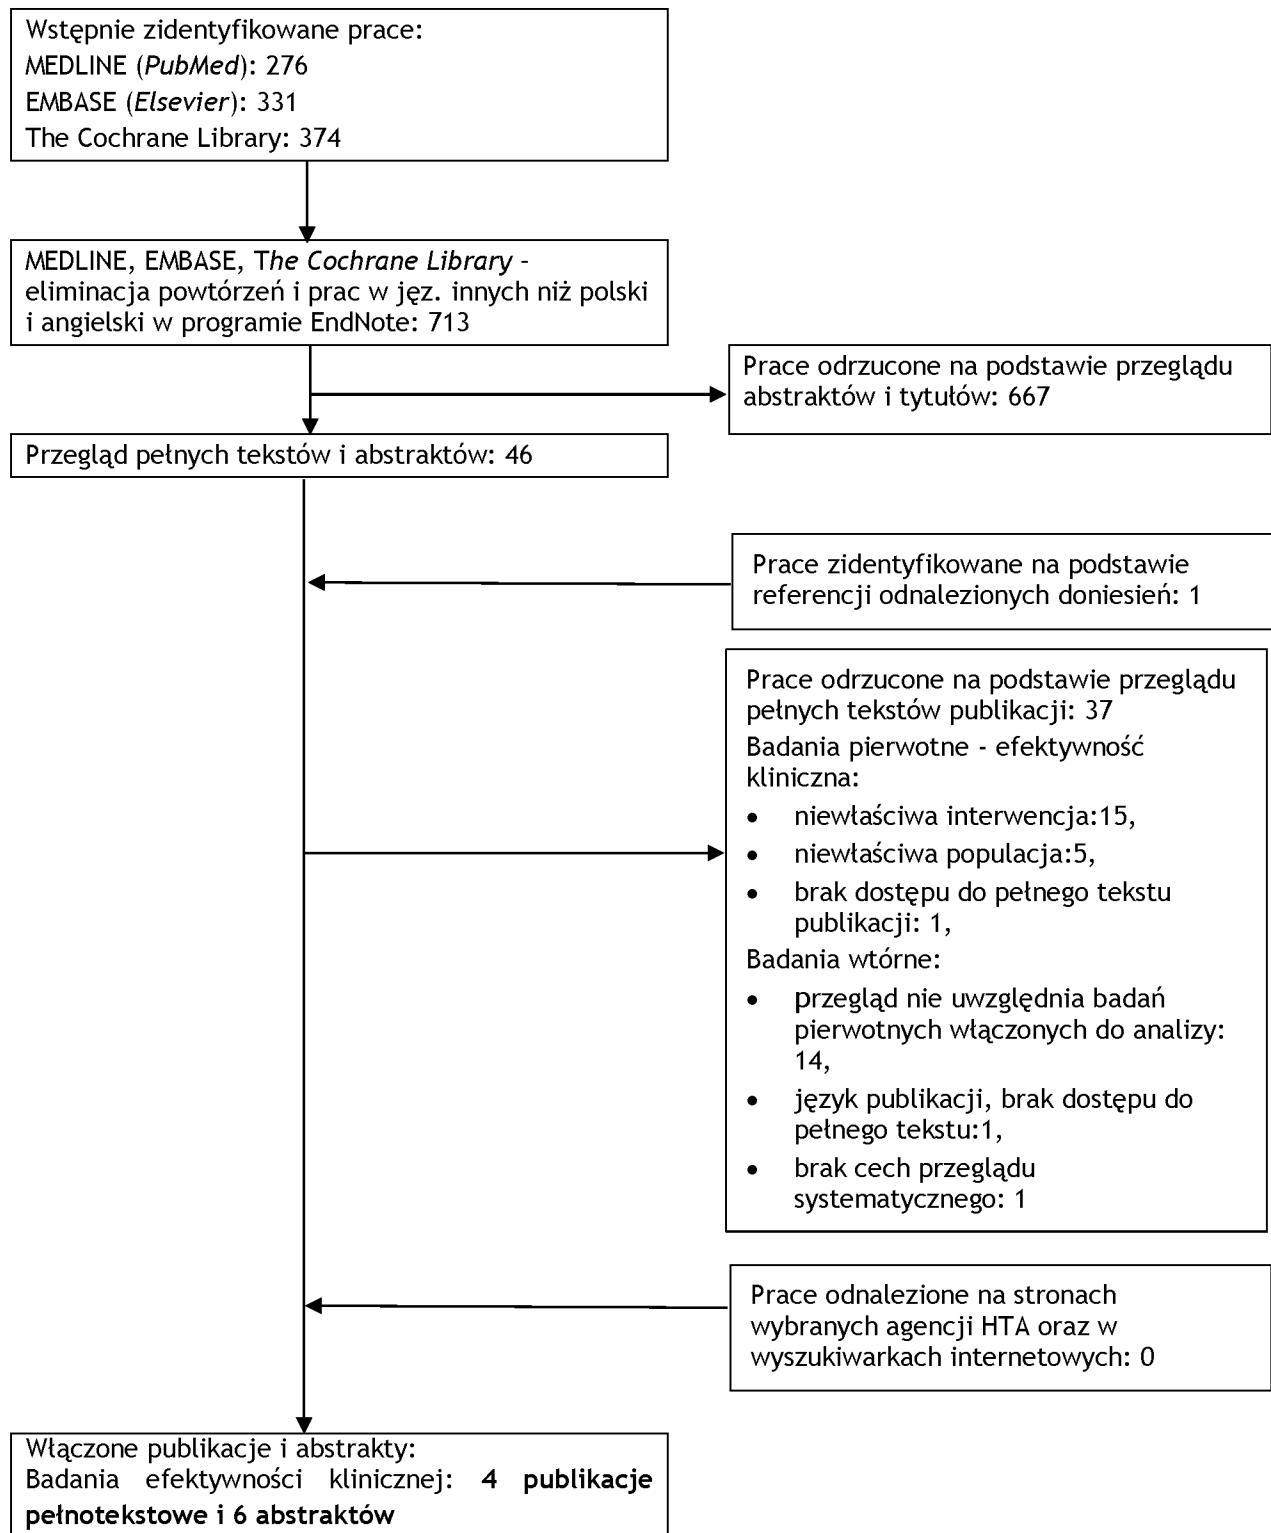 Wstępnie zidentyfikowane prace:
MEDLINE (PubMed): 276
EMBASE (Elsevier): 331
The Cochrane Library: 374
MEDLINE, EMBASE, The Cochrane Library –
eliminacja powtórzeń i prac w jęz. innych niż polski
i angielski w programie EndNote: 713
Prace odrzucone na podstawie przeglądu
abstraktów i tytułów: 667
Przegląd pełnych tekstów i abstraktów: 46
Prace zidentyfikowane na podstawie
referencji odnalezionych doniesień: 1
Prace odrzucone na podstawie przeglądu
pełnych tekstów publikacji: 37
Badania pierwotne - efektywność
kliniczna:
• niewłaściwa interwencja:15,
• niewłaściwa populacja:5,
• brak dostępu do pełnego tekstu
publikacji: 1,
Badania wtórne:
• przegląd nie uwzględnia badań
pierwotnych włączonych do analizy:
14,
• język publikacji, brak dostępu do
pełnego tekstu:1,
• brak cech przeglądu
systematycznego: 1
Prace odnalezione na stronach
wybranych agencji HTA oraz w
wyszukiwarkach internetowych: 0
Włączone publikacje i abstrakty:
Badania efektywności klinicznej: 4 publikacje
pełnotekstowe i 6 abstraktów